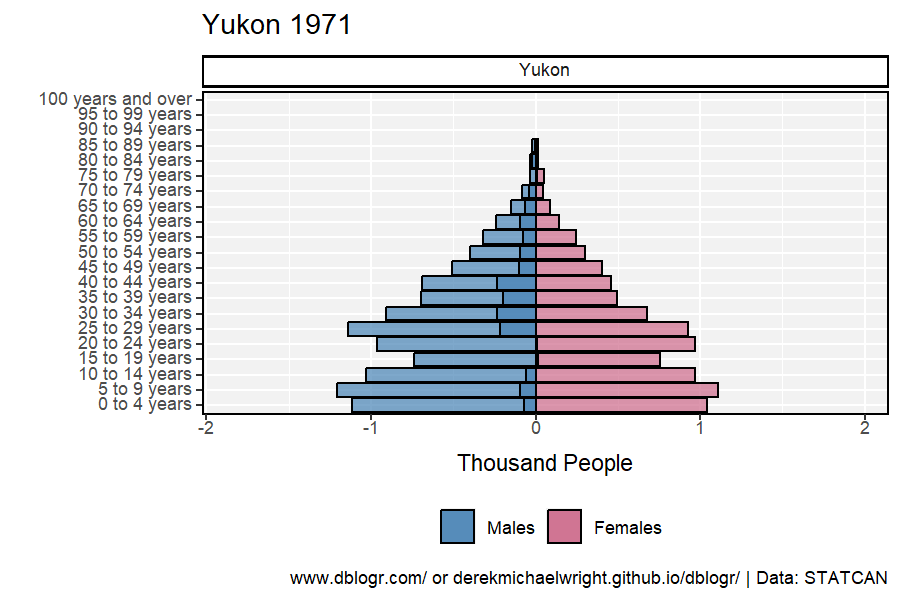 Yukon 1971
Yukon
100 years and over
95 to 99 years
90 to 94 years
85 to 89 years
80 to 84 years
75 to 79 years
70 to 74 years
65 to 69 years
60 to 64 years
55 to 59 years
50 to 54 years
45 to 49 years
40 to 44 years
35 to 39 years
30 to 34 years
25 to 29 years
20 to 24 years
15 to 19 years
10 to 14 years
5 to 9 years
0 to 4 years
-2 -1 0 1 2
Thousand People
Males Females
www.dblogr.com/ or derekmichaelwright.github.io/dblogr/ | Data: STATCAN